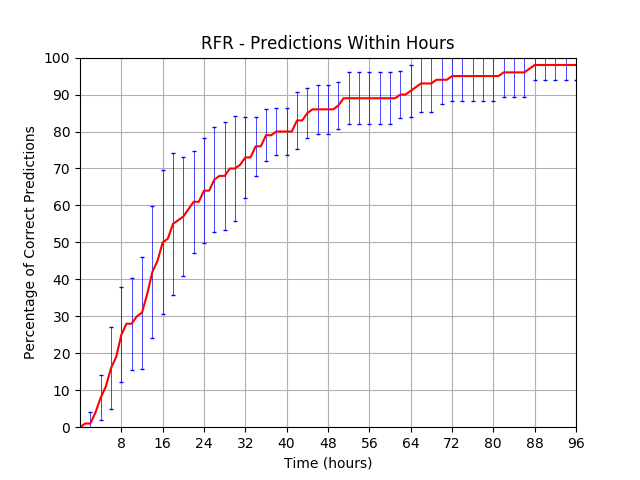 RFR - Predictions Within Hours
Percentage of Correct Predictions
100
90
80
70
60
50
40
30
20
10
0
8 16 24 32 40 48 56 64 72 80 88 96
Time (hours)